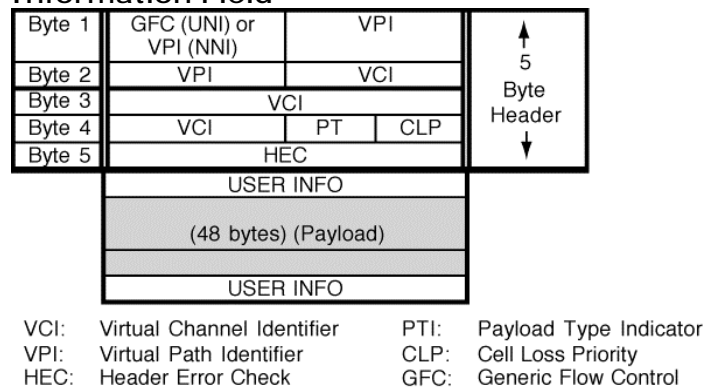 Information Field
Byte 1 GFC (UNI) or VPI
VPI (NNI)
5
Byte 2 VPI VCI
Byte
Byte 3 VCI
Header
Byte 4 VCI PT CLP
Byte 5 HEC
USER INFO
(48 bytes) (Payload)
USER INFO
VCI: Virtual Channel Identifier PTI: Payload Type Indicator
VPI: Virtual Path Identifier CLP: Cell Loss Priority
HEC: Header Error Check GFC: Generic Flow Control